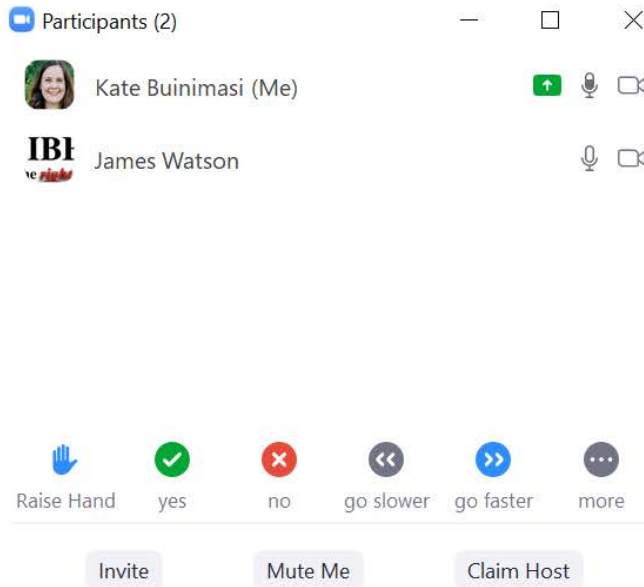 Participants (2)
Kate Buinimasi (Me)
James Watson
Raise Hand yes no go slower go faster more
Invite Mute Me Claim Host